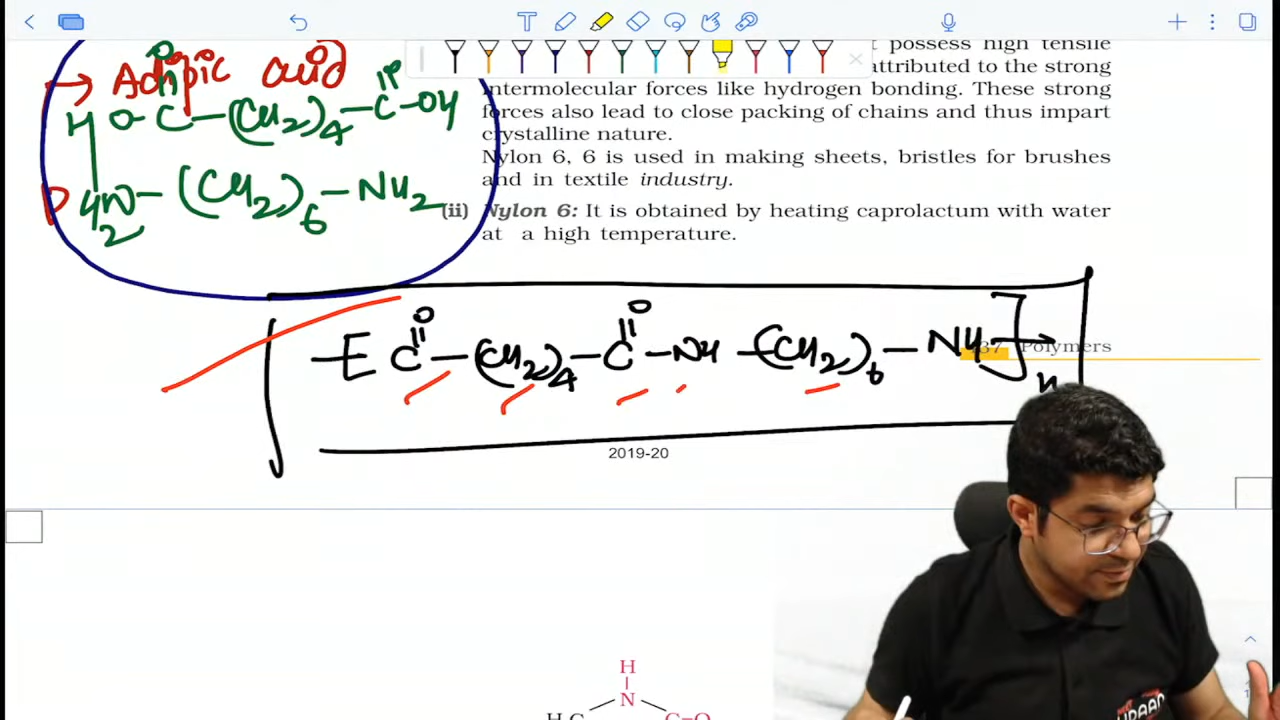 possess high tensile
→ Adipic acid
attributed to the strong
intermolecular forces like hydrogen bonding. These strong
O O
|| ||
HO-C-(CH2)4-C-OH
forces also lead to close packing of chains and thus impart
crystalline nature.
Nylon 6, 6 is used in making sheets, bristles for brushes
H2N-(CH2)6-NH2
and in textile industry.
(ii) Nylon 6: It is obtained by heating caprolactum with water
at a high temperature.
O O
|| ||
-[C-(CH2)4-C-NH-(CH2)6-NH]n
37 Polymers
2019-20
H
N
H C
C=O